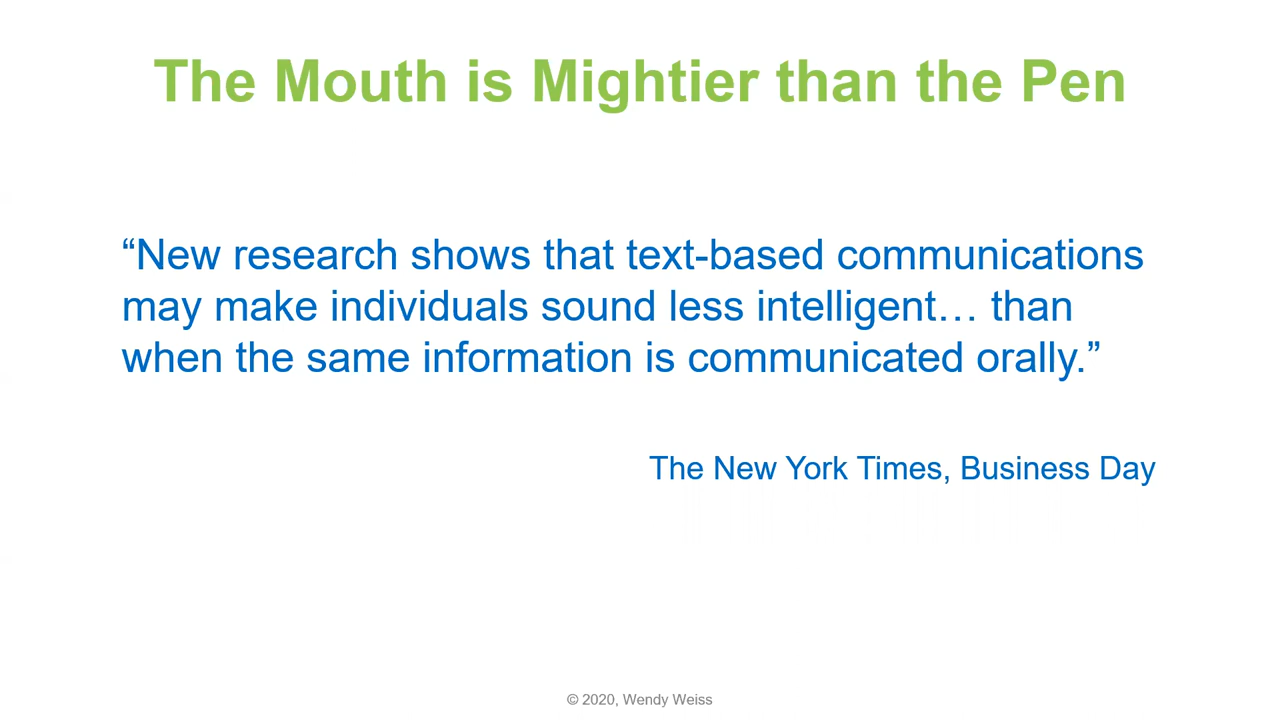 The Mouth is Mightier than the Pen
“New research shows that text-based communications
may make individuals sound less intelligent… than
when the same information is communicated orally.”
The New York Times, Business Day
© 2020, Wendy Weiss